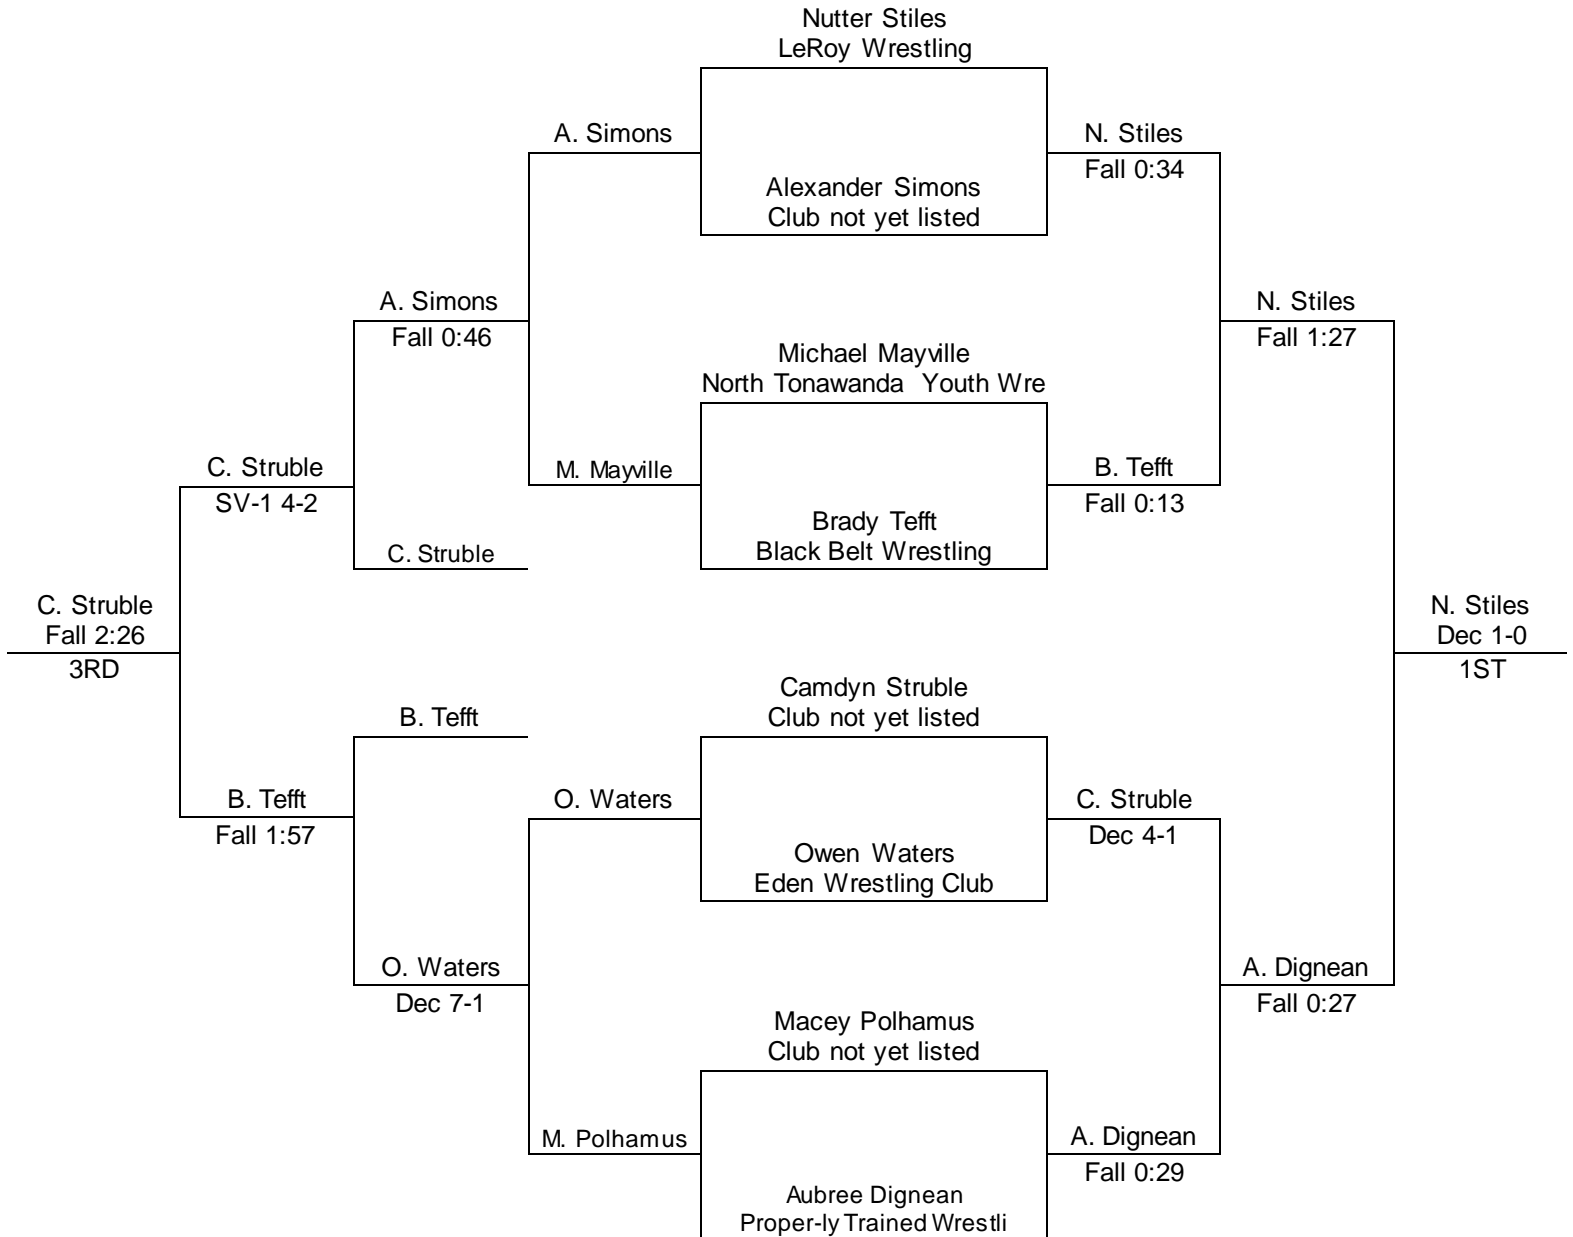 Nutter Stiles
LeRoy Wrestling
A. Simons
N. Stiles
Fall 0:34
Alexander Simons
Club not yet listed
A. Simons
Fall 0:46
N. Stiles
Fall 1:27
Michael Mayville
North Tonawanda Youth Wre
C. Struble
SV-1 4-2
M. Mayville
B. Tefft
Fall 0:13
Brady Tefft
Black Belt Wrestling
C. Struble
C. Struble
Fall 2:26
3RD
N. Stiles
Dec 1-0
1ST
Camdyn Struble
Club not yet listed
B. Tefft
B. Tefft
Fall 1:57
O. Waters
C. Struble
Dec 4-1
Owen Waters
Eden Wrestling Club
O. Waters
Dec 7-1
A. Dignean
Fall 0:27
Macey Polhamus
Club not yet listed
M. Polhamus
A. Dignean
Fall 0:29
Aubree Dignean
Proper-ly Trained Wrestli